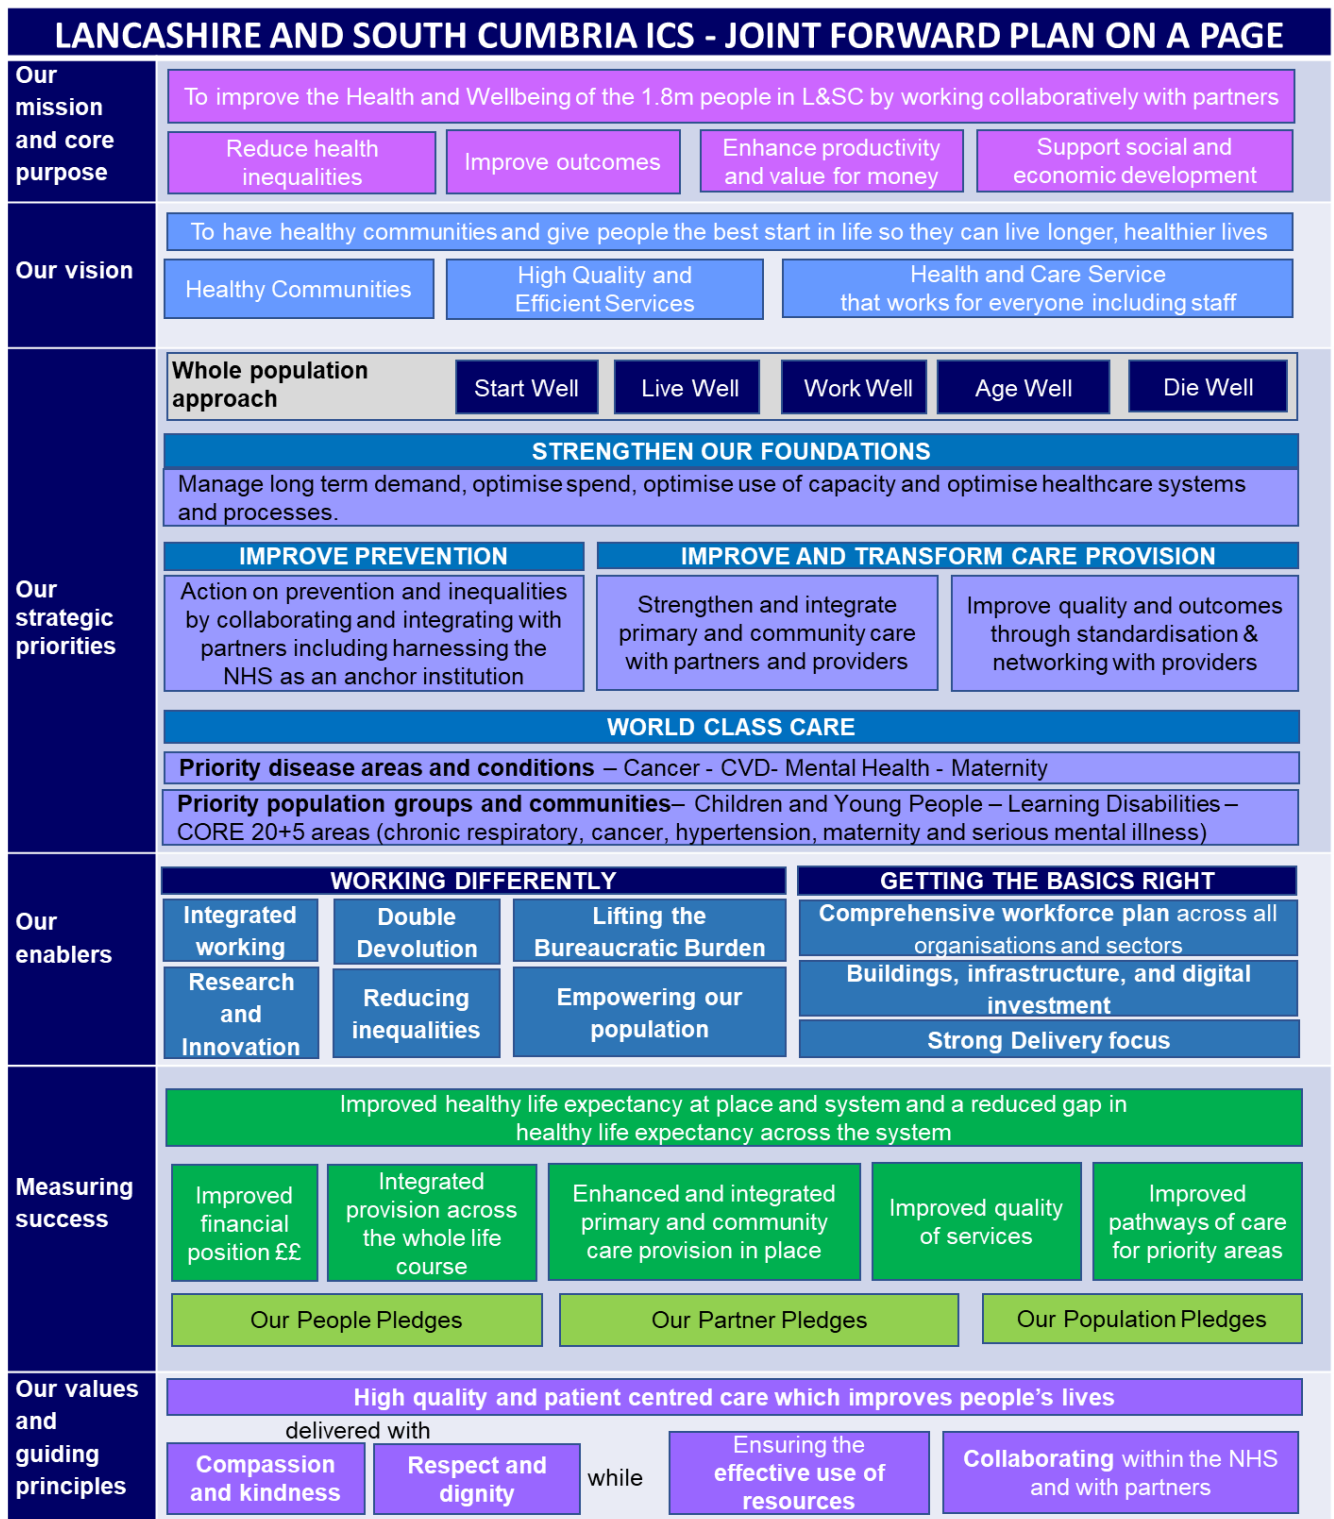 LANCASHIRE AND SOUTH CUMBRIA ICS - JOINT FORWARD PLAN ON A PAGE
Our
mission
and core
purpose
To improve the Health and Wellbeing of the 1.8m people in L&SC by working collaboratively with partners
Reduce health
inequalities
Improve outcomes
Enhance productivity
and value for money
Support social and
economic development
Our vision
To have healthy communities and give people the best start in life so they can live longer, healthier lives
Healthy Communities
High Quality and
Efficient Services
Health and Care Service
that works for everyone including staff
Our
strategic
priorities
Whole population
approach
Start Well
Live Well
Work Well
Age Well
Die Well
STRENGTHEN OUR FOUNDATIONS
Manage long term demand, optimise spend, optimise use of capacity and optimise healthcare systems
and processes.
IMPROVE PREVENTION
Action on prevention and inequalities
by collaborating and integrating with
partners including harnessing the
NHS as an anchor institution
IMPROVE AND TRANSFORM CARE PROVISION
Strengthen and integrate
primary and community care
with partners and providers
Improve quality and outcomes
through standardisation &
networking with providers
WORLD CLASS CARE
Priority disease areas and conditions – Cancer - CVD- Mental Health - Maternity
Priority population groups and communities– Children and Young People – Learning Disabilities –
CORE 20+5 areas (chronic respiratory, cancer, hypertension, maternity and serious mental illness)
Our
enablers
WORKING DIFFERENTLY
Integrated
working
Double
Devolution
Lifting the
Bureaucratic Burden
Research
and
Innovation
Reducing
inequalities
Empowering our
population
GETTING THE BASICS RIGHT
Comprehensive workforce plan across all
organisations and sectors
Buildings, infrastructure, and digital
investment
Strong Delivery focus
Measuring
success
Improved healthy life expectancy at place and system and a reduced gap in
healthy life expectancy across the system
Improved
financial
position ££
Integrated
provision across
the whole life
course
Enhanced and integrated
primary and community
care provision in place
Improved quality
of services
Improved
pathways of care
for priority areas
Our People Pledges
Our Partner Pledges
Our Population Pledges
Our values
and
guiding
principles
High quality and patient centred care which improves people’s lives
delivered with
Compassion
and kindness
Respect and
dignity
while
Ensuring the
effective use of
resources
Collaborating within the NHS
and with partners